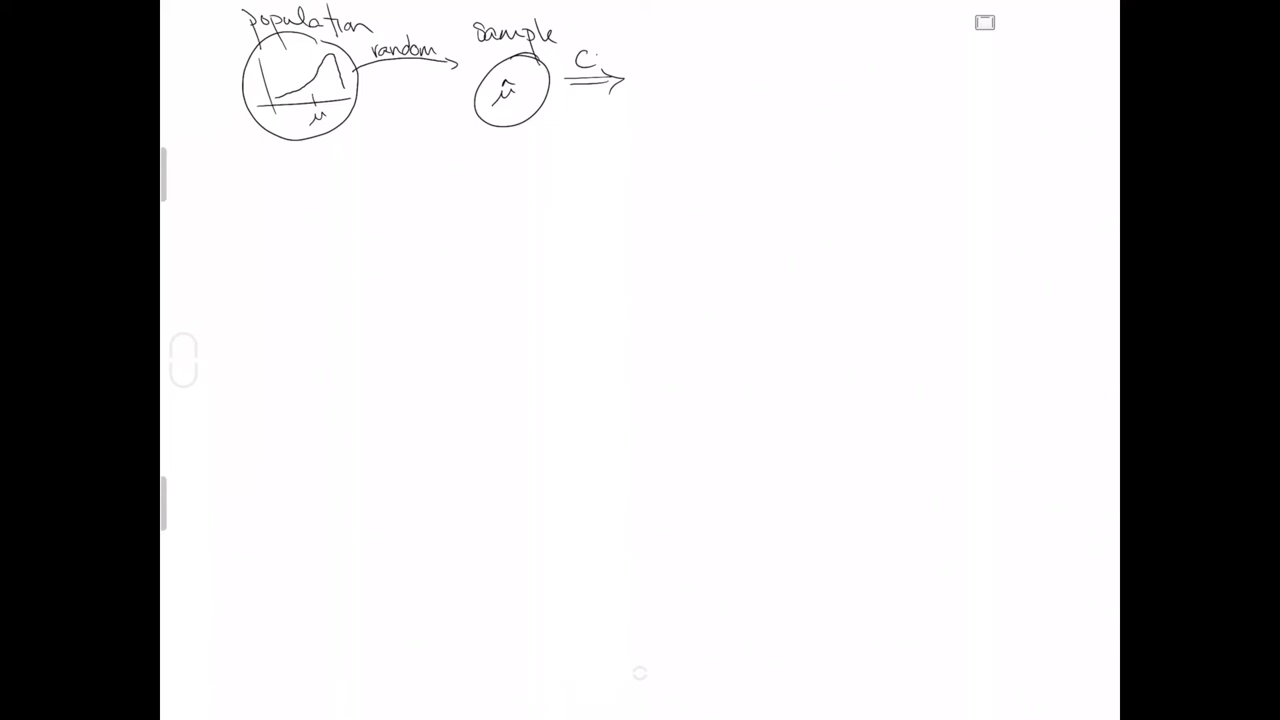 population
random
sample
C
μ
μ̂